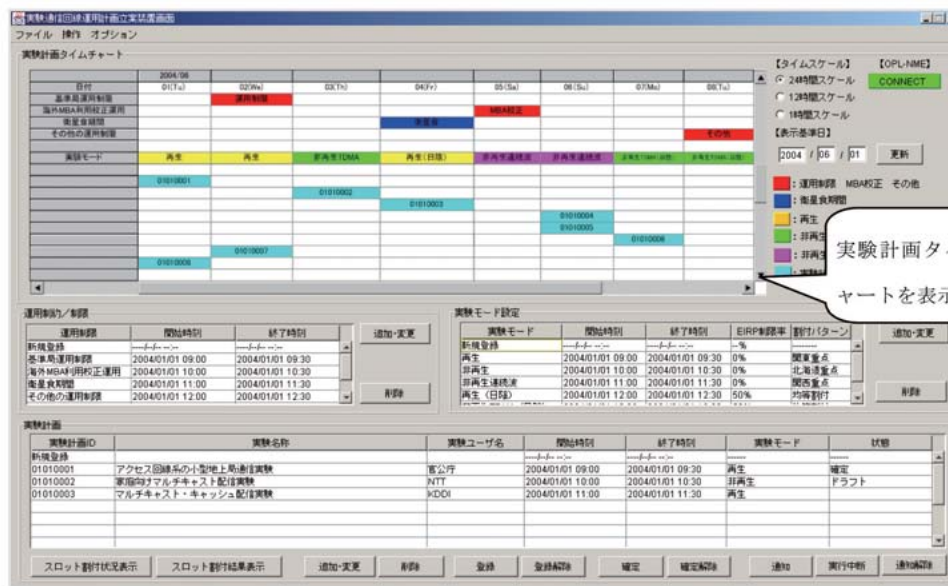 実験通信回線運用計画立案装置画面
ファイル 操作 オプション
実験計画タイムチャート
2004/06
日付 01(Tu) 02(We) 03(Th) 04(Fr) 05(Sa) 06(Su) 07(Mo) 08(Tu)
基準局運用制限 運用制限
海外MBA利用校正運用 MBA校正
衛星食期間 衛星食
その他の運用制限 その他
実験モード 再生 再生 非再生TDMA 再生(日陰) 非再生連続波 非再生連続波
01010001
01010002
01010003
01010004
01010005
01010006
01010007
01010008
【タイムスケール】 【OPL-NME】
24時間スケール CONNECT
12時間スケール
1時間スケール
【表示基準日】
2004 / 06 / 01 更新
：運用制限 MBA校正 その他
：衛星食期間
：再生
：非再生
：非再生
実験計画タ
ャートを表示
運用制約／制限
運用制限 開始時刻 終了時刻
新規登録 ----/--/-- --:-- ----/--/-- --:--
基準局運用制限 2004/01/01 09:00 2004/01/01 09:30
海外MBA利用校正運用 2004/01/01 10:00 2004/01/01 10:30
衛星食期間 2004/01/01 11:00 2004/01/01 11:30
その他の運用制限 2004/01/01 12:00 2004/01/01 12:30
追加・変更
削除
実験モード設定
実験モード 開始時刻 終了時刻 EIRP制限率 割付パターン
新規登録 ----/--/-- --:-- ----/--/-- --:-- --% --------
再生 2004/01/01 09:00 2004/01/01 09:30 0% 関東重点
非再生 2004/01/01 10:00 2004/01/01 10:30 0% 北海道重点
非再生連続波 2004/01/01 11:00 2004/01/01 11:30 0% 関西重点
再生（日陰） 2004/01/01 12:00 2004/01/01 12:30 50% 均等割付
追加・変更
削除
実験計画
実験計画ID 実験名称 実験ユーザ名 開始時刻 終了時刻 実験モード 状態
新規登録 ----/--/-- --:-- ----/--/-- --:-- ------ ------
01010001 アクセス回線系の小型地上局通信実験 官公庁 2004/01/01 09:00 2004/01/01 09:30 再生 確定
01010002 家庭向けマルチキャスト配信実験 NTT 2004/01/01 10:00 2004/01/01 10:30 非再生 ドラフト
01010003 マルチキャスト・キャッシュ配信実験 KDDI 2004/01/01 11:00 2004/01/01 11:30 再生
スロット割付状況表示 スロット割付結果表示 追加・変更 削除 登録 登録解除 確定 確定解除 通知 実行中断 通知解除